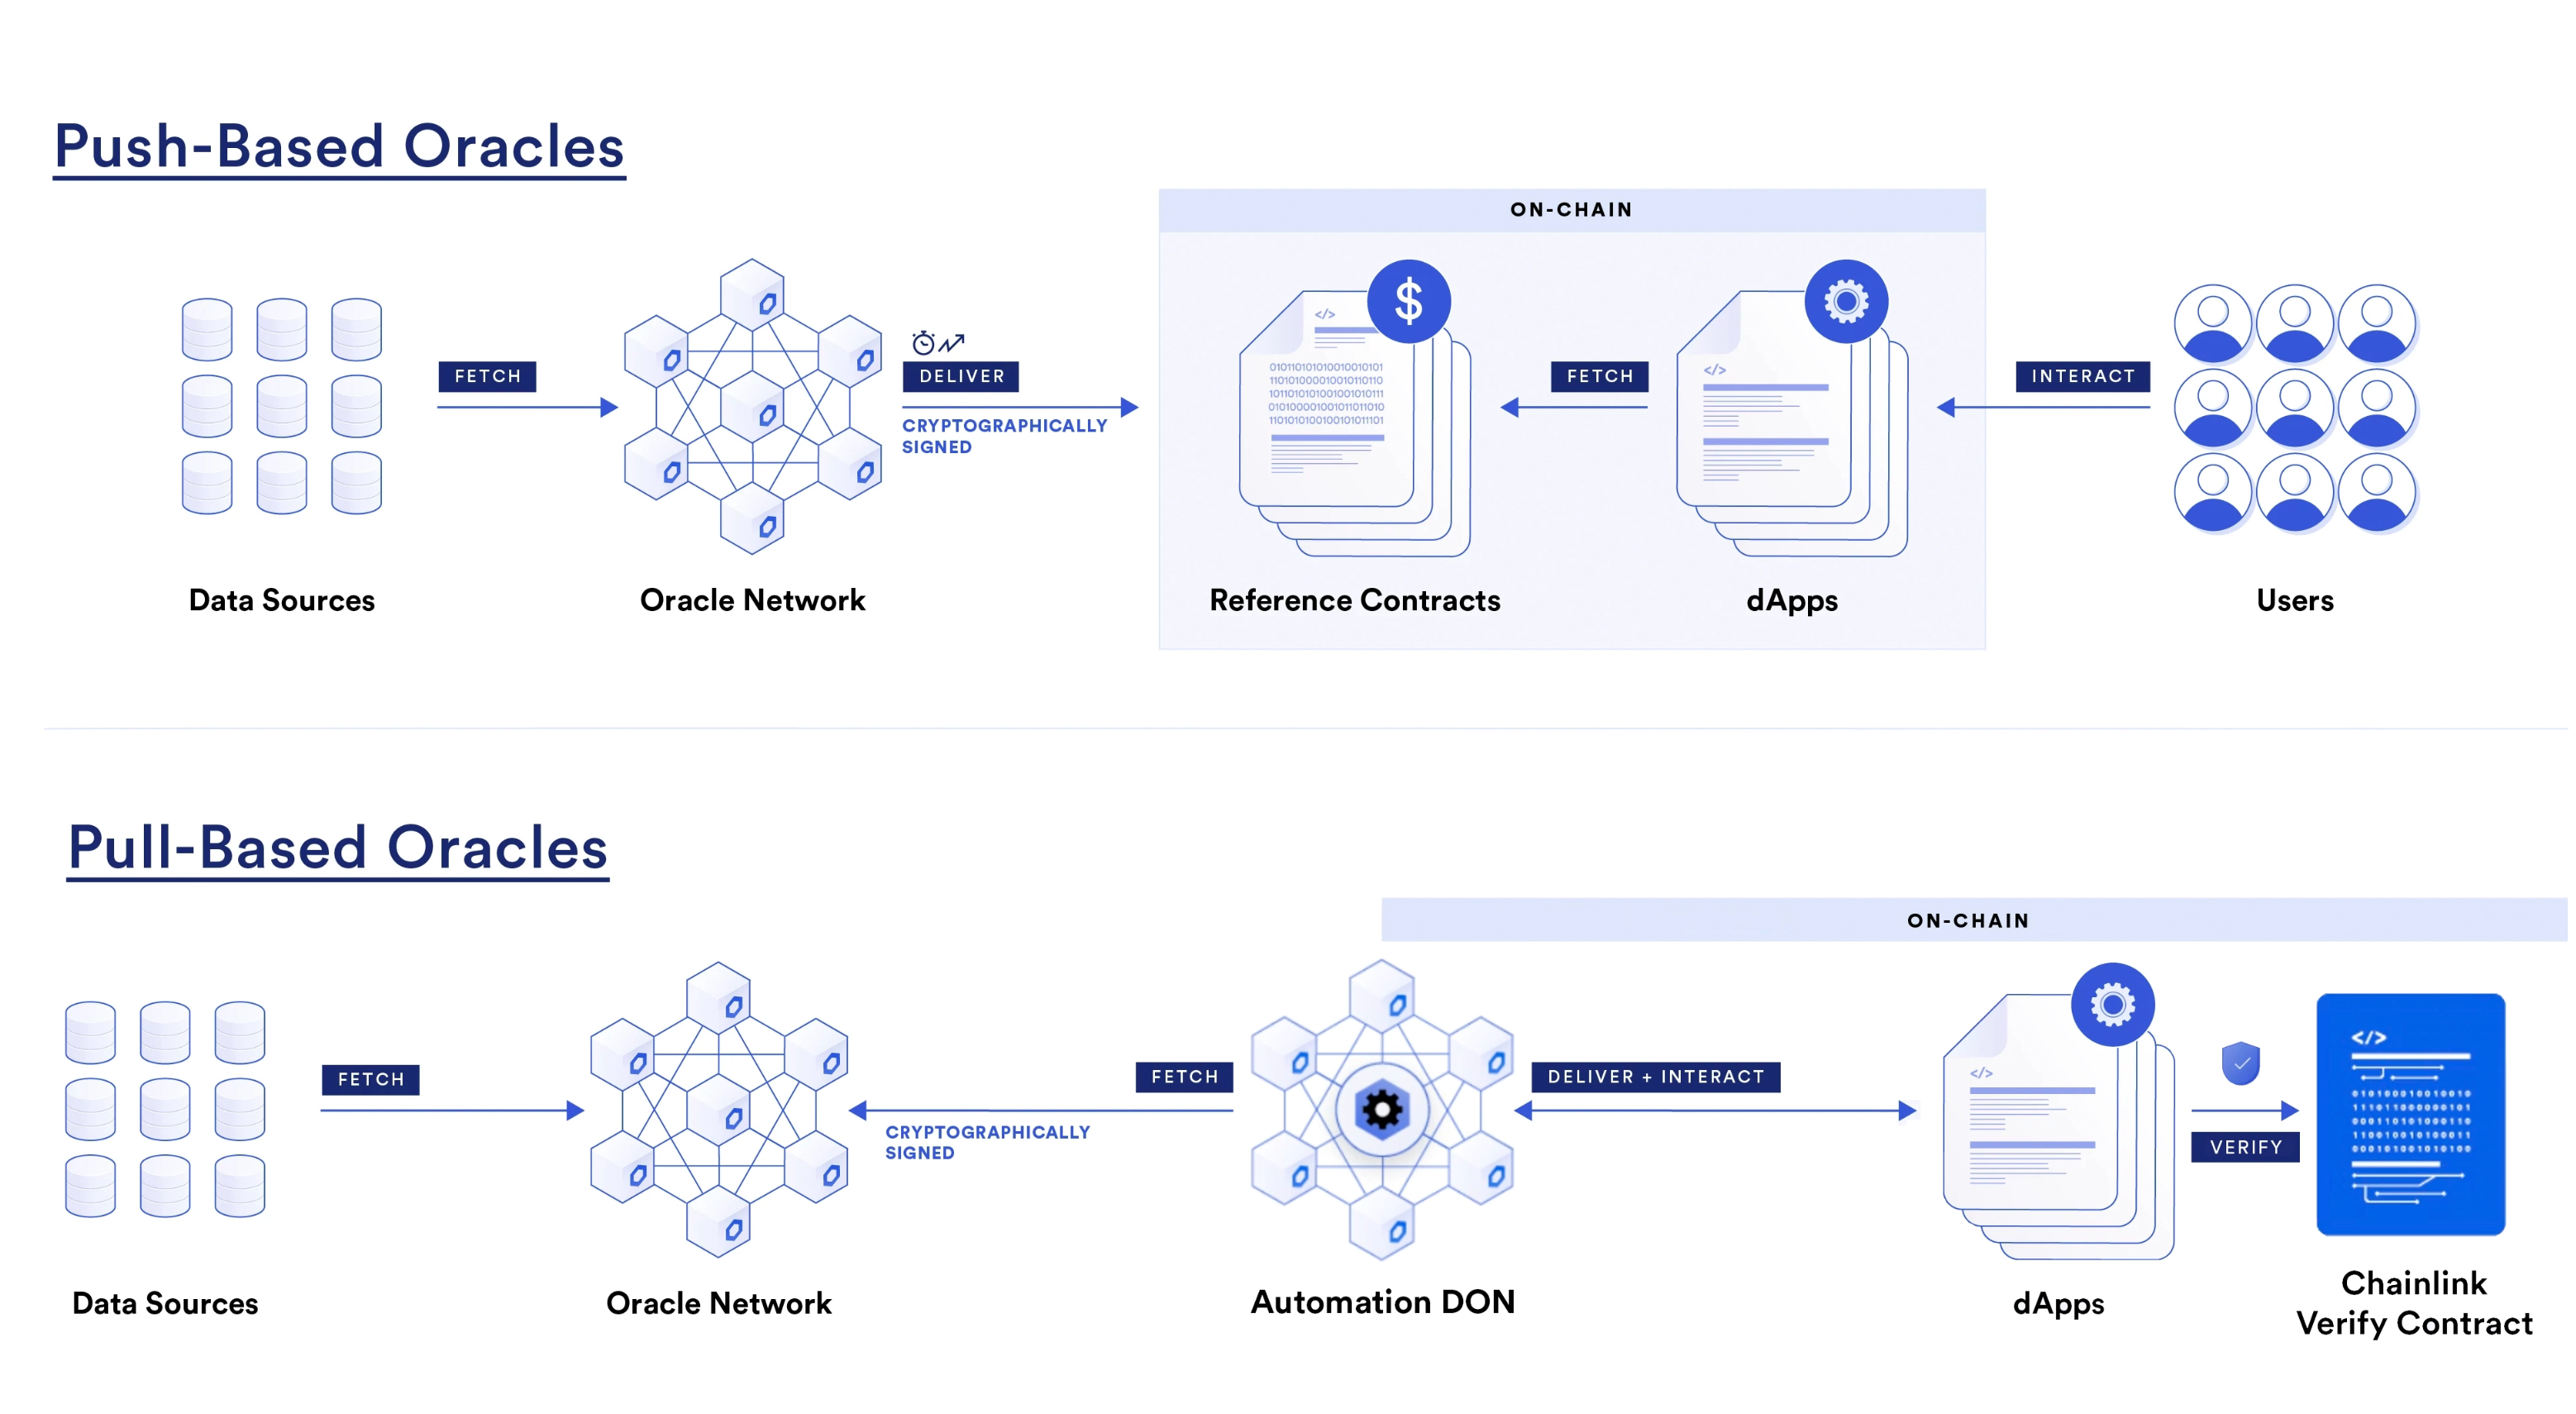 Push-Based Oracles
ON-CHAIN
</>
01011010101010010010101
FETCH
DELIVER
CRYPTOGRAPHICALLY
SIGNED
$
FETCH
</>
INTERACT
Data Sources
Oracle Network
Reference Contracts
dApps
Users
Pull-Based Oracles
ON-CHAIN
FETCH
FETCH
CRYPTOGRAPHICALLY
SIGNED
DELIVER + INTERACT
</>
VERIFY
</>
Data Sources
Oracle Network
Automation DON
dApps
Chainlink
Verify Contract